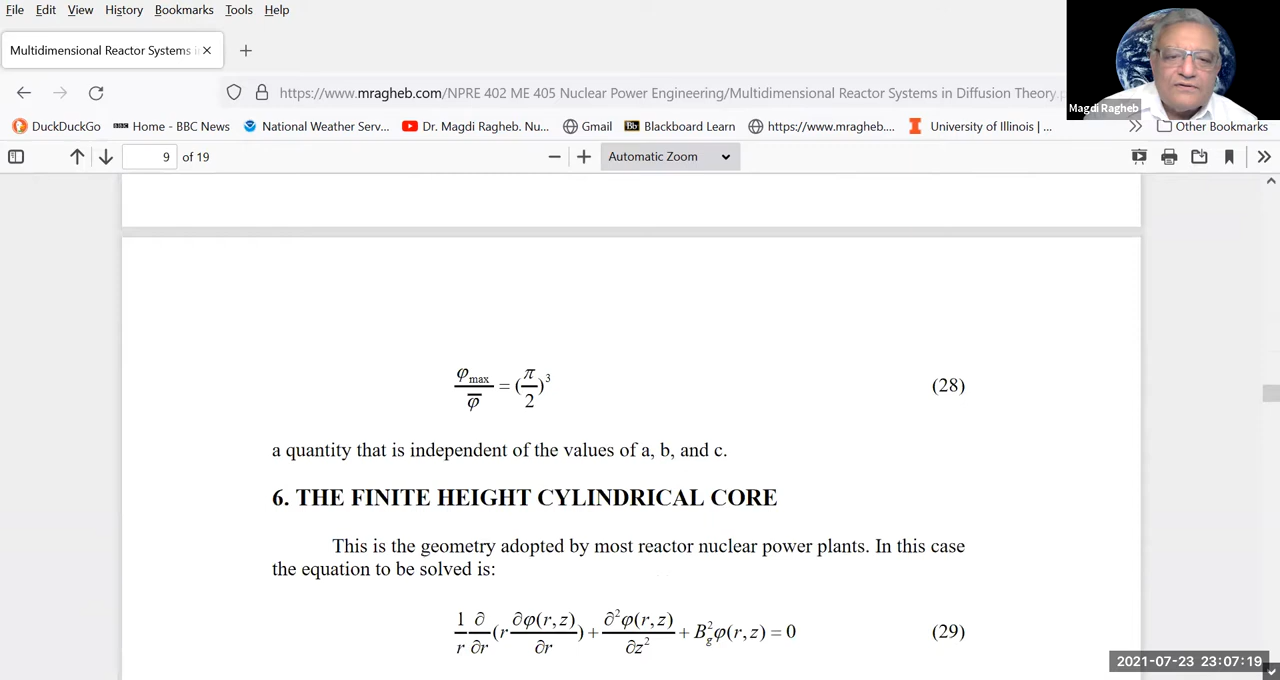 File Edit View History Bookmarks Tools Help
Multidimensional Reactor Systems i
https://www.mragheb.com/NPRE 402 ME 405 Nuclear Power Engineering/Multidimensional Reactor Systems in Diffusion Theory.p
Magdi Ragheb
DuckDuckGo BBC Home - BBC News National Weather Serv... Dr. Magdi Ragheb. Nu... Gmail Bb Blackboard Learn https://www.mragheb.... University of Illinois | ... Other Bookmarks
9 of 19 Automatic Zoom
φmax / φ̅ = (π/2)³ (28)
a quantity that is independent of the values of a, b, and c.
6. THE FINITE HEIGHT CYLINDRICAL CORE
This is the geometry adopted by most reactor nuclear power plants. In this case
the equation to be solved is:
1/r ∂/∂r (r ∂φ(r,z)/∂r) + ∂²φ(r,z)/∂z² + B_g²φ(r,z) = 0 (29)
2021-07-23 23:07:19